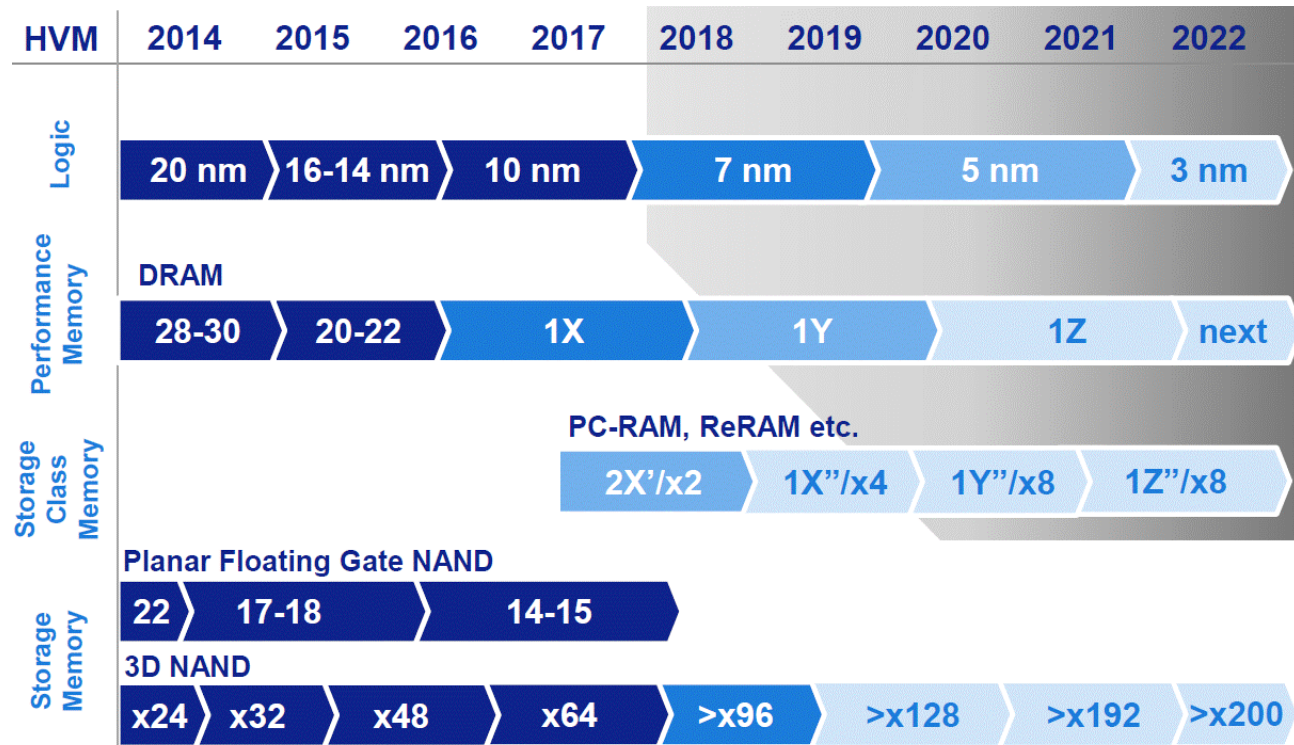 HVM 2014 2015 2016 2017 2018 2019 2020 2021 2022
Logic
20 nm 16-14 nm 10 nm 7 nm 5 nm 3 nm
Performance
Memory
DRAM
28-30 20-22 1X 1Y 1Z next
Storage
Class
Memory
PC-RAM, ReRAM etc.
2X’/x2 1X”/x4 1Y”/x8 1Z”/x8
Storage
Memory
Planar Floating Gate NAND
22 17-18 14-15
3D NAND
x24 x32 x48 x64 >x96 >x128 >x192 >x200